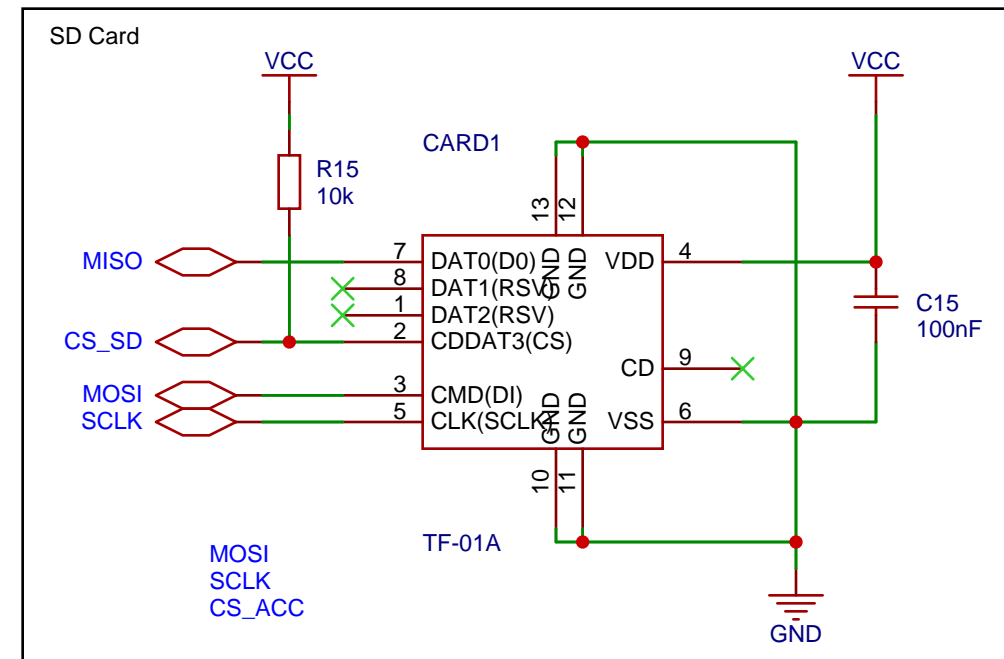 SD Card
VCC
VCC
CARD1
R15
10k
13
12
MISO
7
DAT0(D0)
GND
GND
VDD
4
8
DAT1(RSV)
C15
100nF
1
DAT2(RSV)
CS_SD
2
CDDAT3(CS)
CD
9
MOSI
3
CMD(DI)
SCLK
5
CLK(SCLK)
GND
GND
VSS
6
10
11
TF-01A
MOSI
SCLK
CS_ACC
GND